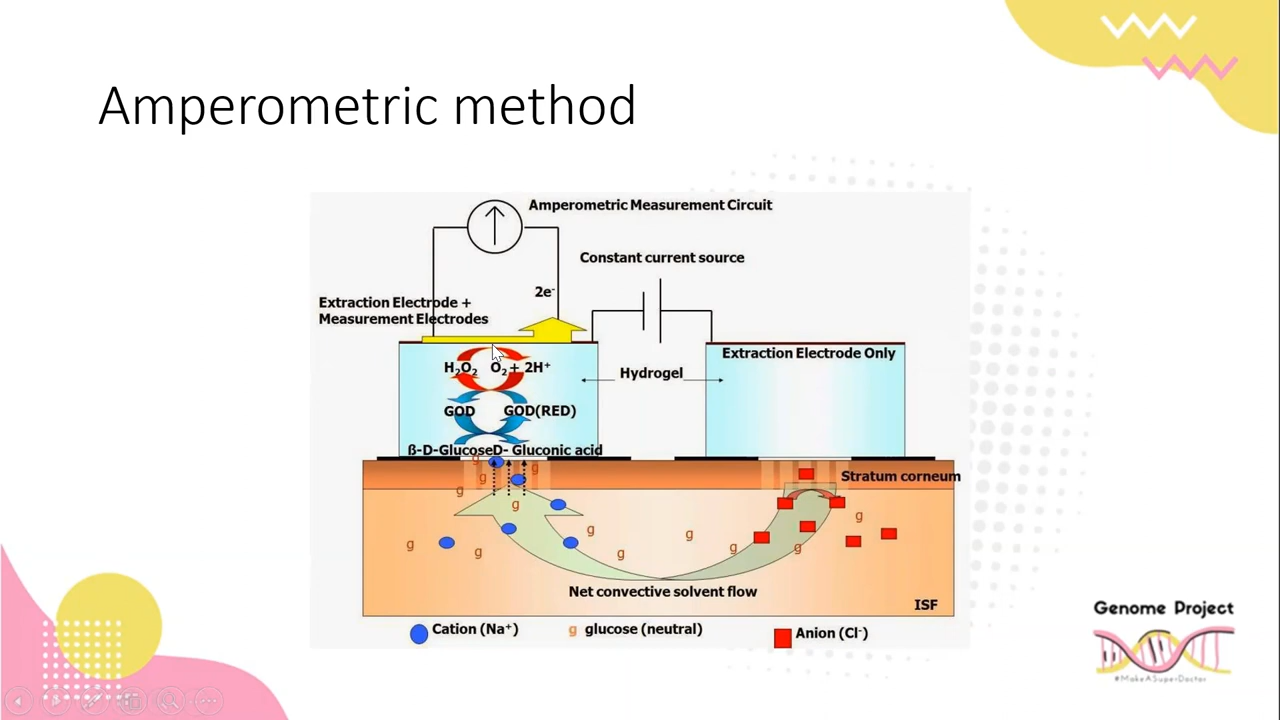 Amperometric method
Amperometric Measurement Circuit
Constant current source
2e⁻
Extraction Electrode +
Measurement Electrodes
Extraction Electrode Only
H₂O₂ O₂ + 2H⁺
Hydrogel
GOD GOD(RED)
ß-D-GlucoseD- Gluconic acid
g
g
g
Stratum corneum
g
g
g
g
g
g
g
g
g
g
g
Net convective solvent flow
ISF
Cation (Na⁺)
g glucose (neutral)
Anion (Cl⁻)
Genome Project
#MakeASuperDoctor